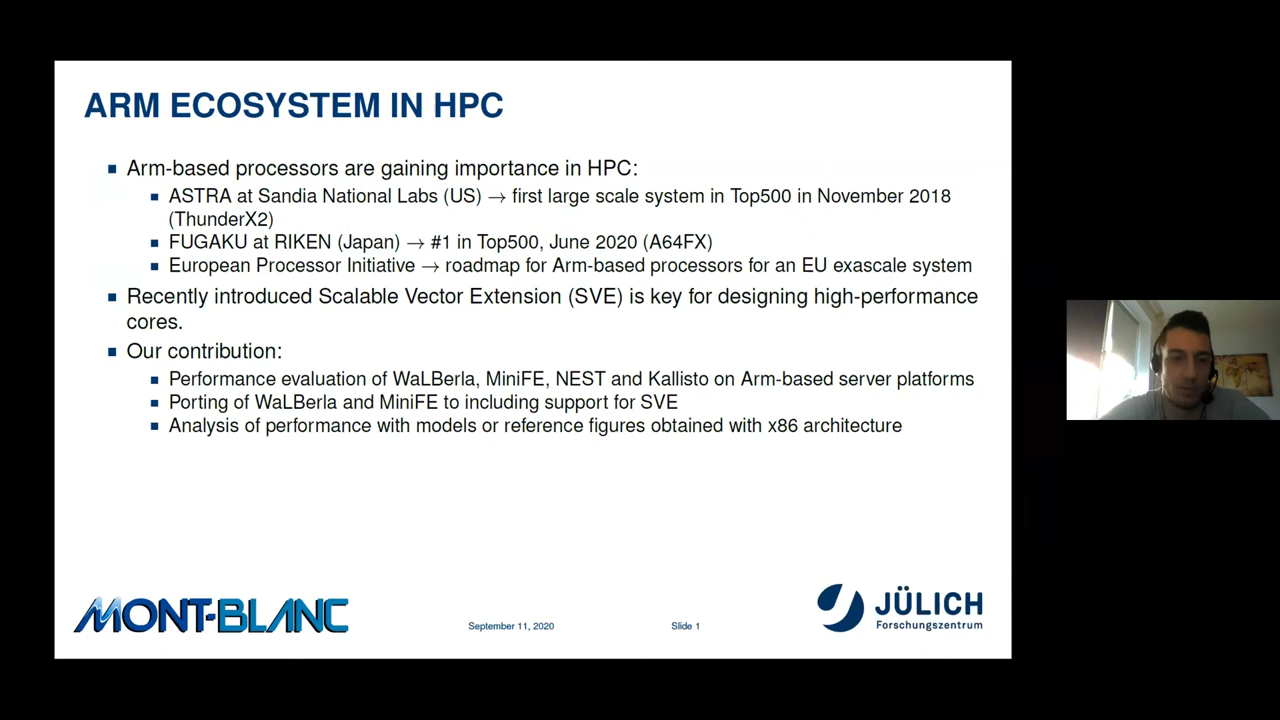 ARM ECOSYSTEM IN HPC
Arm-based processors are gaining importance in HPC:
ASTRA at Sandia National Labs (US) → first large scale system in Top500 in November 2018
(ThunderX2)
FUGAKU at RIKEN (Japan) → #1 in Top500, June 2020 (A64FX)
European Processor Initiative → roadmap for Arm-based processors for an EU exascale system
Recently introduced Scalable Vector Extension (SVE) is key for designing high-performance
cores.
Our contribution:
Performance evaluation of WaLBerla, MiniFE, NEST and Kallisto on Arm-based server platforms
Porting of WaLBerla and MiniFE to including support for SVE
Analysis of performance with models or reference figures obtained with x86 architecture
MONT-BLANC
September 11, 2020
Slide 1
JÜLICH
Forschungszentrum